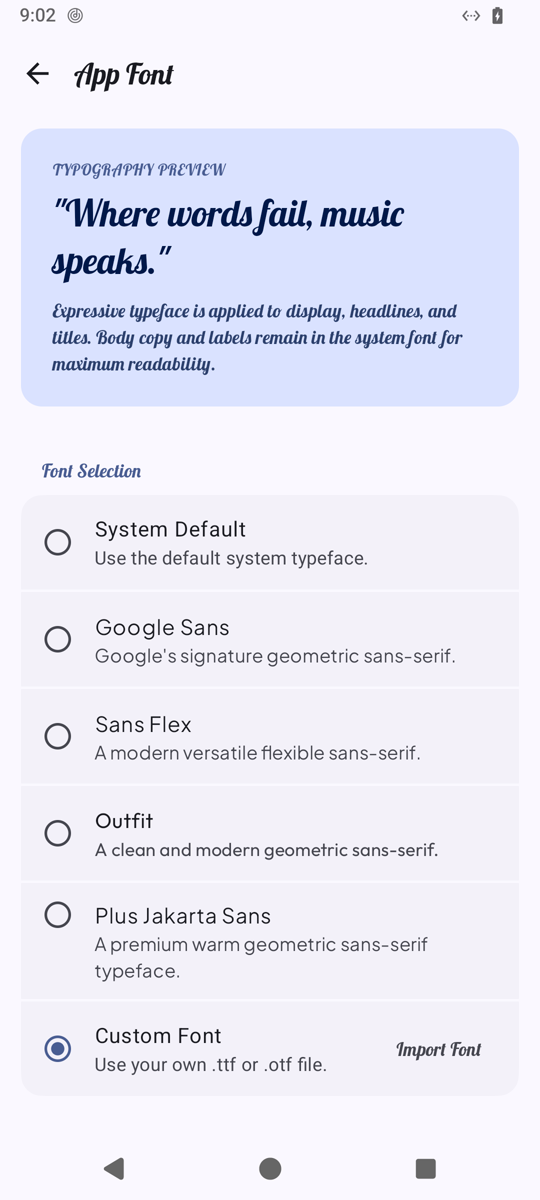 9:02
App Font
TYPOGRAPHY PREVIEW
"Where words fail, music
speaks."
Expressive typeface is applied to display, headlines, and
titles. Body copy and labels remain in the system font for
maximum readability.
Font Selection
System Default
Use the default system typeface.
Google Sans
Google's signature geometric sans-serif.
Sans Flex
A modern versatile flexible sans-serif.
Outfit
A clean and modern geometric sans-serif.
Plus Jakarta Sans
A premium warm geometric sans-serif
typeface.
Custom Font
Use your own .ttf or .otf file.
Import Font